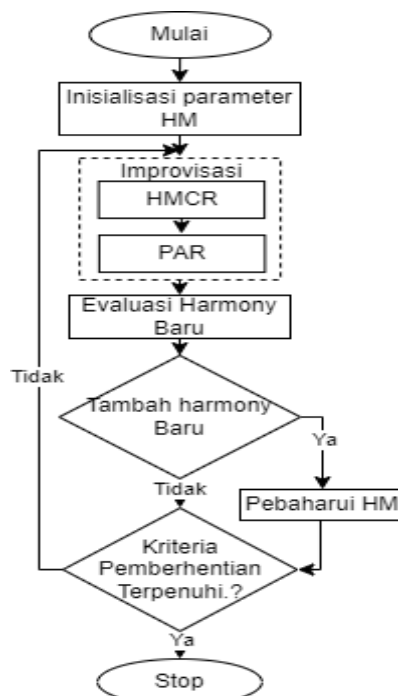 Mulai
Inisialisasi parameter
HM
Improvisasi
HMCR
PAR
Evaluasi Harmony
Baru
Tidak
Tambah harmony
Baru
Ya
Tidak
Pebaharui HM
Kriteria
Pemberhentian
Terpenuhi.?
Ya
Stop